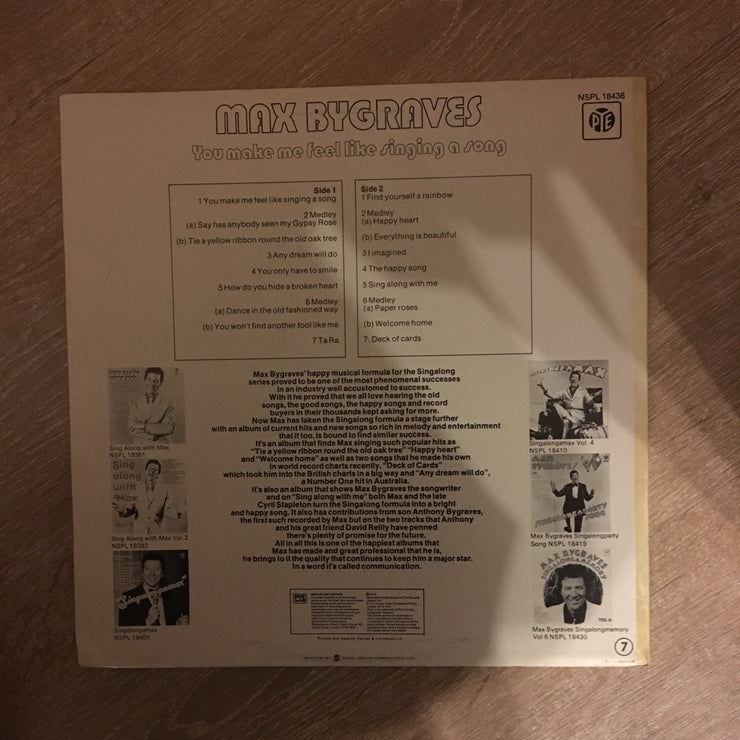 MAX BYGRAVES
You make me feel like singing a song
NSPL 18436
PYE
Side 1
1 You make me feel like singing a song
2 Medley
(a) Say has anybody seen my Gypsy Rose
(b) Tie a yellow ribbon round the old oak tree
3 Any dream will do
4 You only have to smile
5 How do you hide a broken heart
6 Medley
(a) Dance in the old fashioned way
(b) You won't find another fool like me
7 Ta Ra
Side 2
1 Find yourself a rainbow
2 Medley
(a) Happy heart
(b) Everything is beautiful
3 I imagined
4 The happy song
5 Sing along with me
6 Medley
(a) Paper roses
(b) Welcome home
7. Deck of cards
Max Bygraves' happy musical formula for the Singalong
series proved to be one of the most phenomenal successes
in an industry well accustomed to success.
With it he proved that we all love hearing the old
songs, the good songs, the happy songs and record
buyers in their thousands kept asking for more.
Now Max has taken the Singalong formula a stage further
with an album of current hits and new songs so rich in melody and entertainment
that it too, is bound to find similar success.
It's an album that finds Max singing such popular hits as
"Tie a yellow ribbon round the old oak tree" "Happy heart"
and "Welcome home" as well as two songs that he made his own
in world record charts recently, "Deck of Cards"
which took him into the British charts in a big way and "Any dream will do",
a Number One hit in Australia.
It's also an album that shows Max Bygraves the songwriter
and on "Sing along with me" both Max and the late
Cyril Stapleton turn the Singalong formula into a bright
and happy song. It also has contributions from son Anthony Bygraves,
the first such recorded by Max but on the two tracks that Anthony
and his great friend David Reilly have penned
there's plenty of promise for the future.
All in all this is one of the happiest albums that
Max has made and great professional that he is,
he brings to it the quality that continues to keep him a major star.
In a word it's called communication.
Sing Along with Max
NSPL 18361
Sing
along
with
Max
Sing Along with Max Vol.2
NSPL 18383
Singalongamax
NSPL 18401
Singalongamax Vol. 4
NSPL 18410
MAX
BYGRAVES
Max Bygraves Singalongparty
Song NSPL 18419
MAX BYGRAVES
SINGALONGAMEMORY
Max Bygraves Singalongmemory
Vol 6 NSPL 18430
PYE
IMPORTANT NOTICE
7